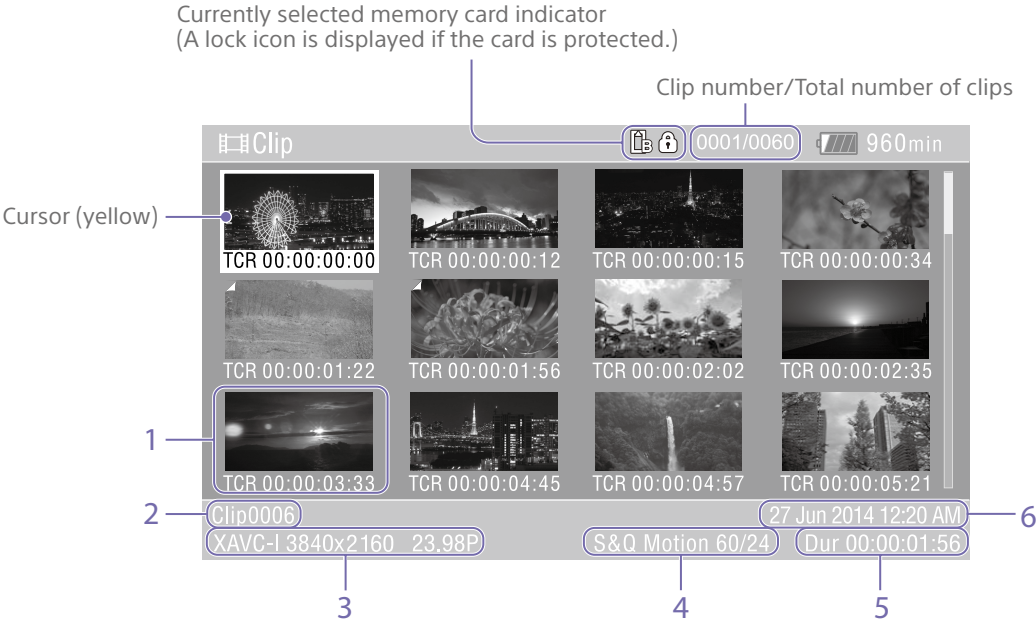 Currently selected memory card indicator
(A lock icon is displayed if the card is protected.)
Clip number/Total number of clips
Clip
B
0001/0060
960min
Cursor (yellow)
TCR 00:00:00:00
TCR 00:00:00:12
TCR 00:00:00:15
TCR 00:00:00:34
TCR 00:00:01:22
TCR 00:00:01:56
TCR 00:00:02:02
TCR 00:00:02:35
1
TCR 00:00:03:33
TCR 00:00:04:45
TCR 00:00:04:57
TCR 00:00:05:21
2
Clip0006
27 Jun 2014 12:20 AM
6
XAVC-I 3840x2160 23.98P
S&Q Motion 60/24
Dur 00:00:01:56
3
4
5